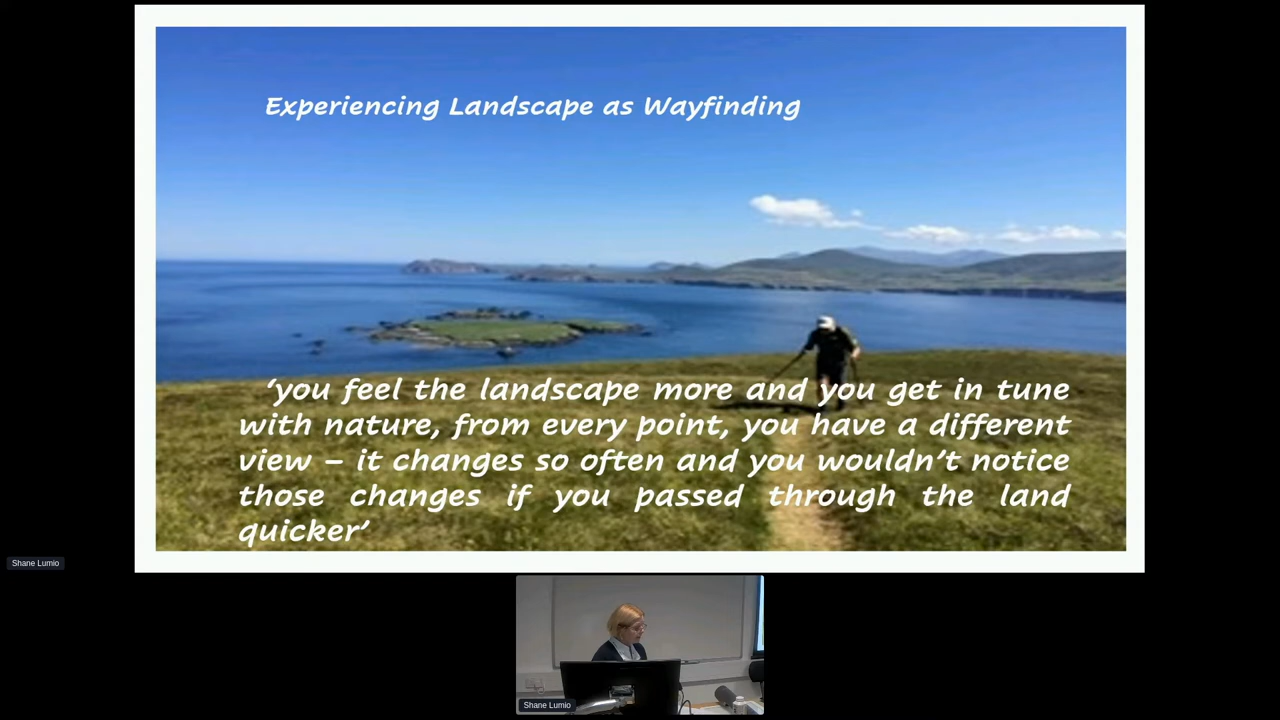 Experiencing Landscape as Wayfinding
‘you feel the landscape more and you get in tune
with nature, from every point, you have a different
view – it changes so often and you wouldn’t notice
those changes if you passed through the land
quicker’
Shane Lumio
Shane Lumio